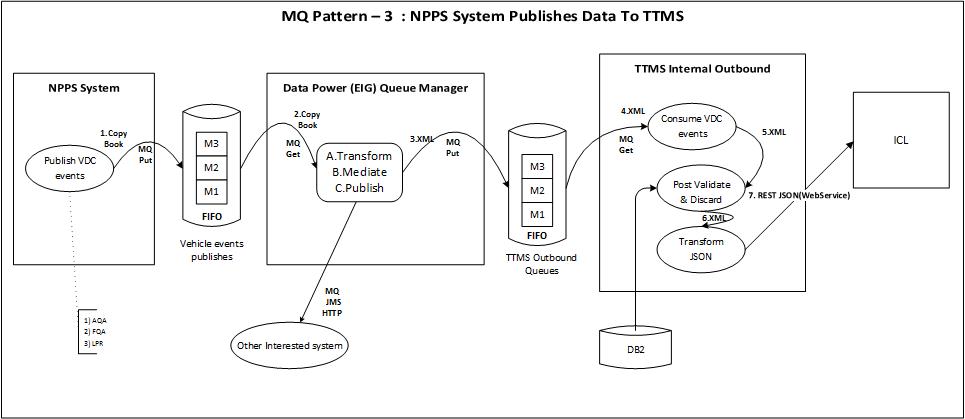 MQ Pattern – 3  : NPPS System Publishes Data To TTMS
NPPS System
1.Copy
Book
MQ
Put
Publish VDC
events
1) AQA
2) FQA
3) LPR
M3
M2
M1
FIFO
Vehicle events
publishes
Data Power (EIG) Queue Manager
2.Copy
Book
MQ
Get
A.Transform
B.Mediate
C.Publish
3.XML
MQ
Put
MQ
JMS
HTTP
Other Interested system
M3
M2
M1
FIFO
TTMS Outbound
Queues
TTMS Internal Outbound
4.XML
MQ
Get
Consume VDC
events
5.XML
Post Validate
& Discard
6.XML
Transform
JSON
7. REST JSON(WebService)
DB2
ICL